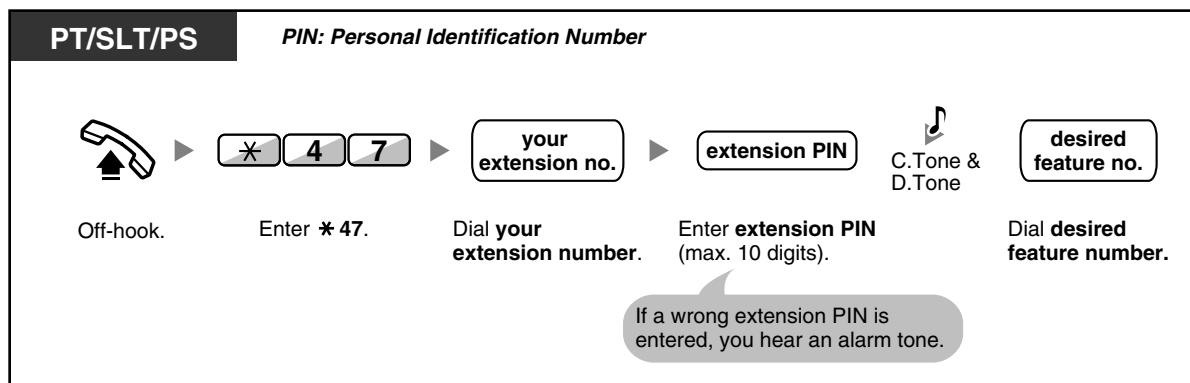 PT/SLT/PS
PIN: Personal Identification Number
* 4 7
your
extension no.
extension PIN
C.Tone &
D.Tone
desired
feature no.
Off-hook.
Enter * 47.
Dial your
extension number.
Enter extension PIN
(max. 10 digits).
Dial desired
feature number.
If a wrong extension PIN is
entered, you hear an alarm tone.